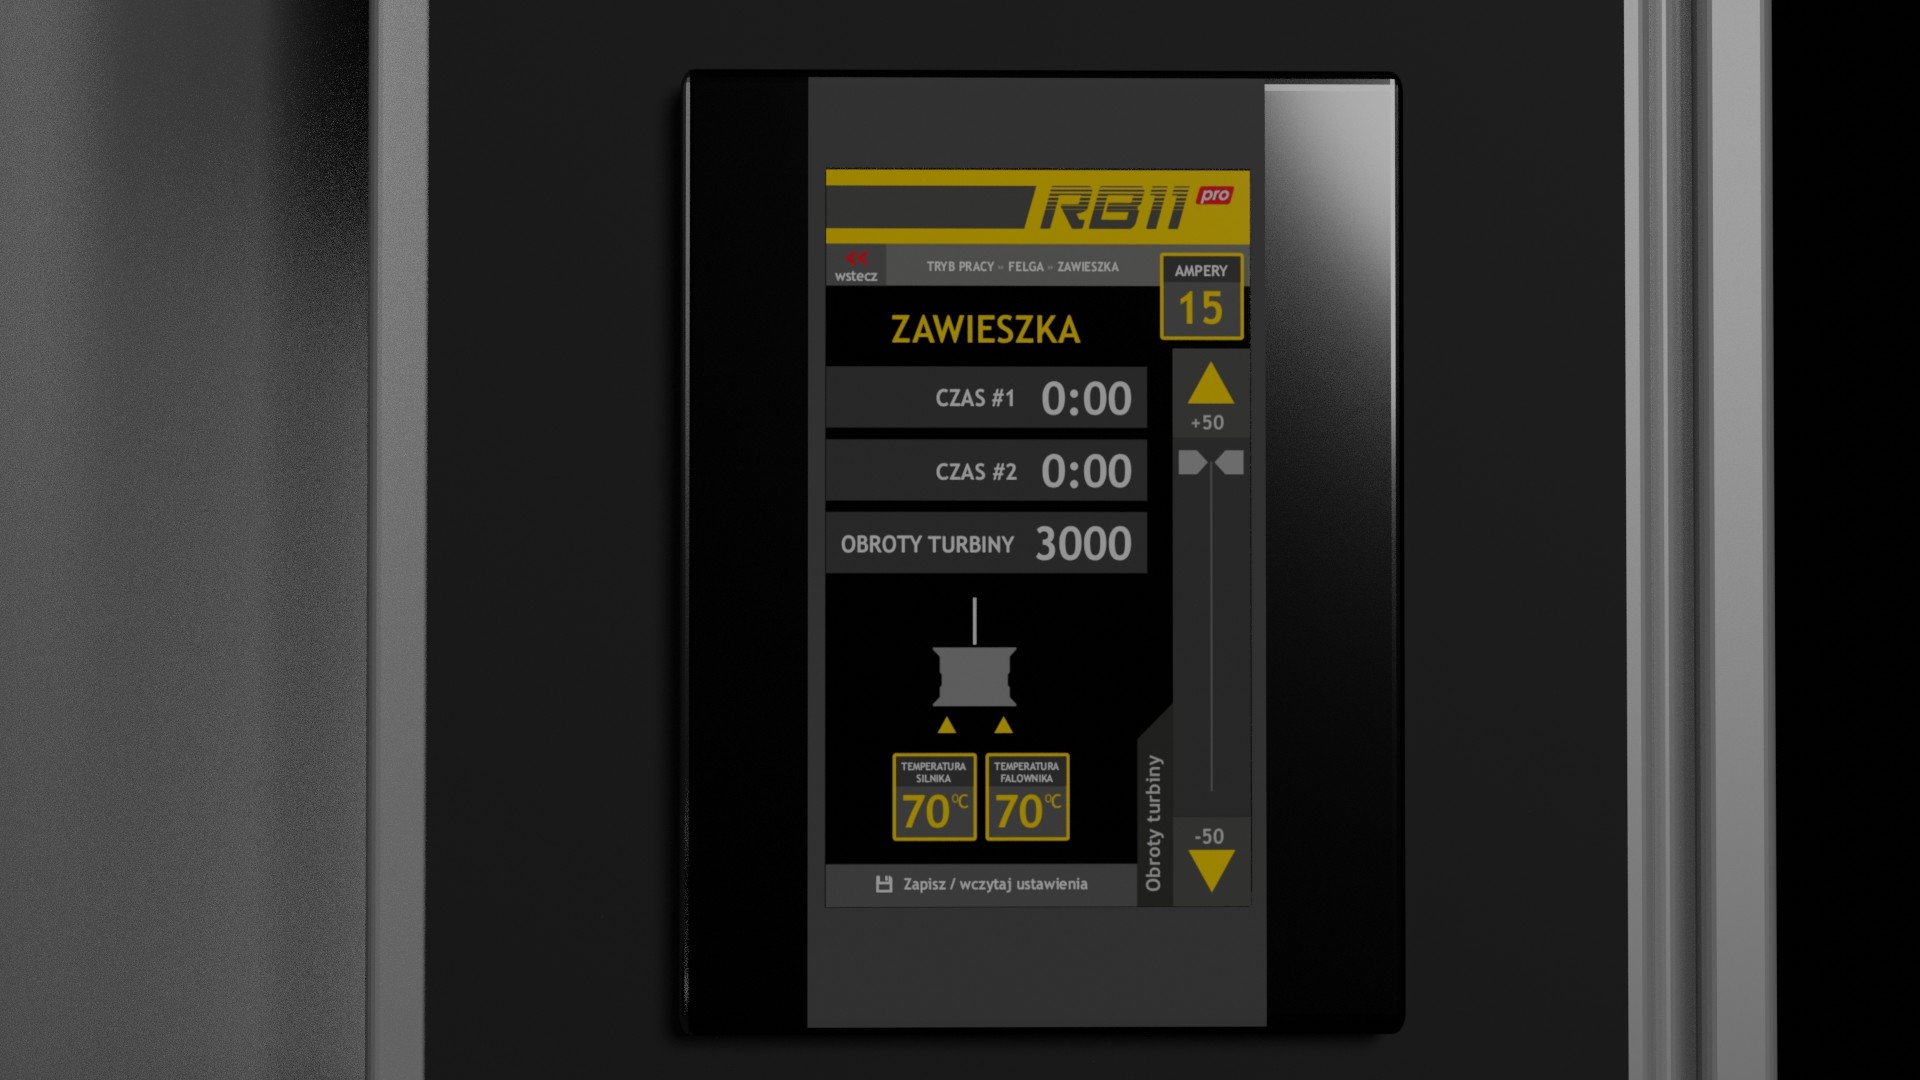 RB11 pro
wstecz
TRYB PRACY » FELGA » ZAWIESZKA
AMPERY
15
ZAWIESZKA
CZAS #1 0:00
CZAS #2 0:00
OBROTY TURBINY 3000
+50
-50
Obroty turbiny
TEMPERATURA
SILNIKA
70°C
TEMPERATURA
FALOWNIKA
70°C
Zapisz / wczytaj ustawienia